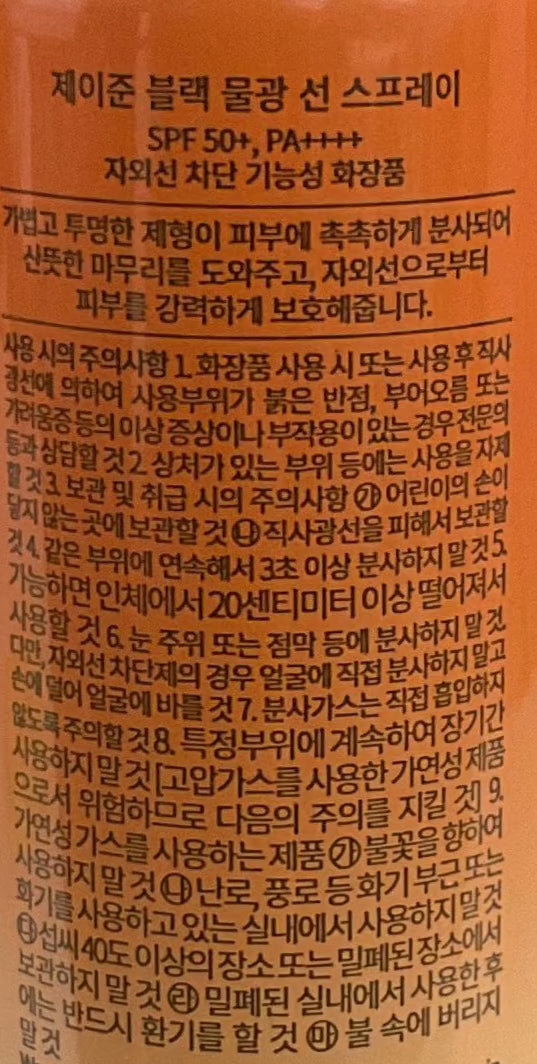 제이준 블랙 물광 선 스프레이
SPF 50+, PA++++
자외선 차단 기능성 화장품
가볍고 투명한 제형이 피부에 촉촉하게 분사되어
산뜻한 마무리를 도와주고, 자외선으로부터
피부를 강력하게 보호해줍니다.
사용 시의 주의사항 1. 화장품 사용 시 또는 사용 후 직사
광선에 의하여 사용부위가 붉은 반점, 부어오름 또는
가려움증 등의 이상 증상이나 부작용이 있는 경우 전문의
등과 상담할 것 2. 상처가 있는 부위 등에는 사용을 자제
할 것 3. 보관 및 취급 시의 주의사항 ㉮ 어린이의 손이
닿지 않는 곳에 보관할 것 ㉯ 직사광선을 피해서 보관할
것 4. 같은 부위에 연속해서 3초 이상 분사하지 말 것 5.
가능하면 인체에서 20센티미터 이상 떨어져서
사용할 것 6. 눈 주위 또는 점막 등에 분사하지 말 것.
다만, 자외선 차단제의 경우 얼굴에 직접 분사하지 말고
손에 덜어 얼굴에 바를 것 7. 분사가스는 직접 흡입하지
않도록 주의할 것 8. 특정부위에 계속하여 장기간
사용하지 말 것 [고압가스를 사용한 가연성 제품
으로서 위험하므로 다음의 주의를 지킬 것] 9.
가연성 가스를 사용하는 제품 ㉮ 불꽃을 향하여
사용하지 말 것 ㉯ 난로, 풍로 등 화기 부근 또는
화기를 사용하고 있는 실내에서 사용하지 말 것
㉰ 섭씨 40도 이상의 장소 또는 밀폐된 장소에서
보관하지 말 것 ㉱ 밀폐된 실내에서 사용한 후
에는 반드시 환기를 할 것 ㉲ 불 속에 버리지
말 것